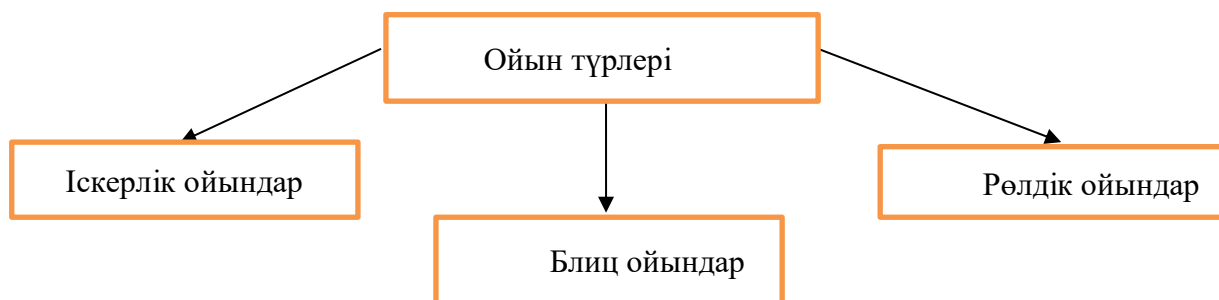 Ойын түрлері
Іскерлік ойындар
Рөлдік ойындар
Блиц ойындар